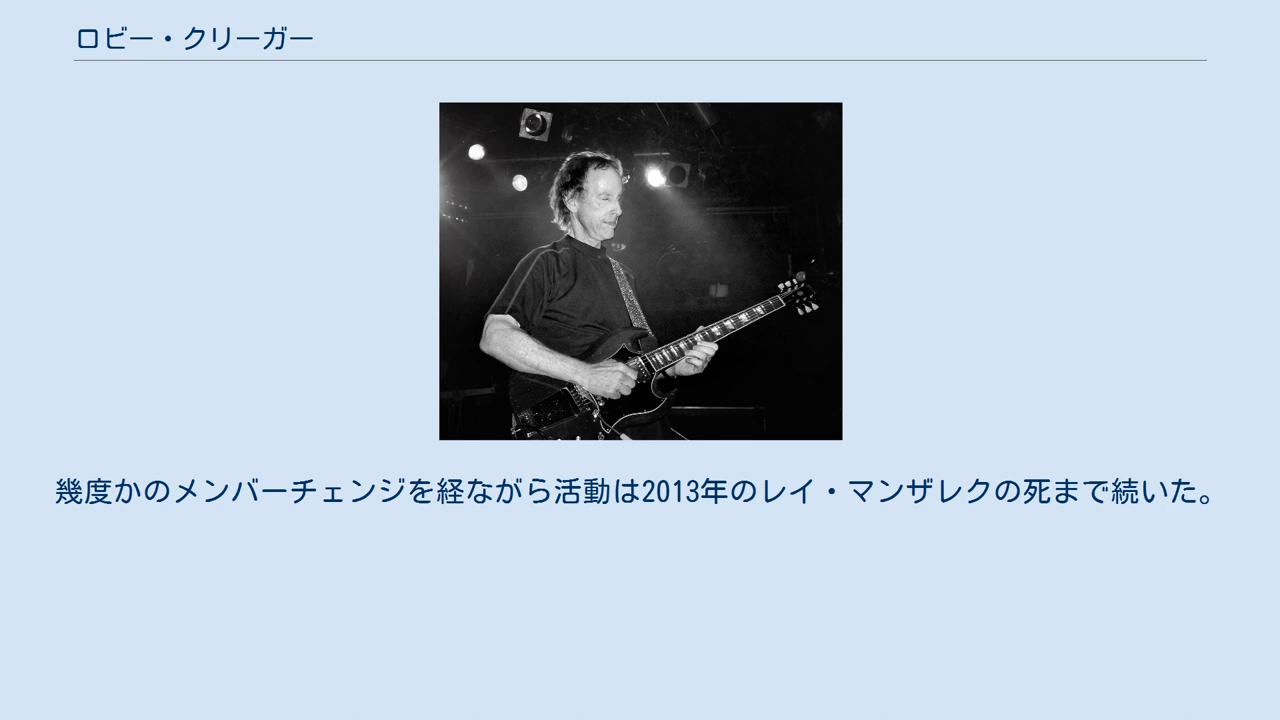 ロビー・クリーガー
幾度かのメンバーチェンジを経ながら活動は2013年のレイ・マンザレクの死まで続いた。